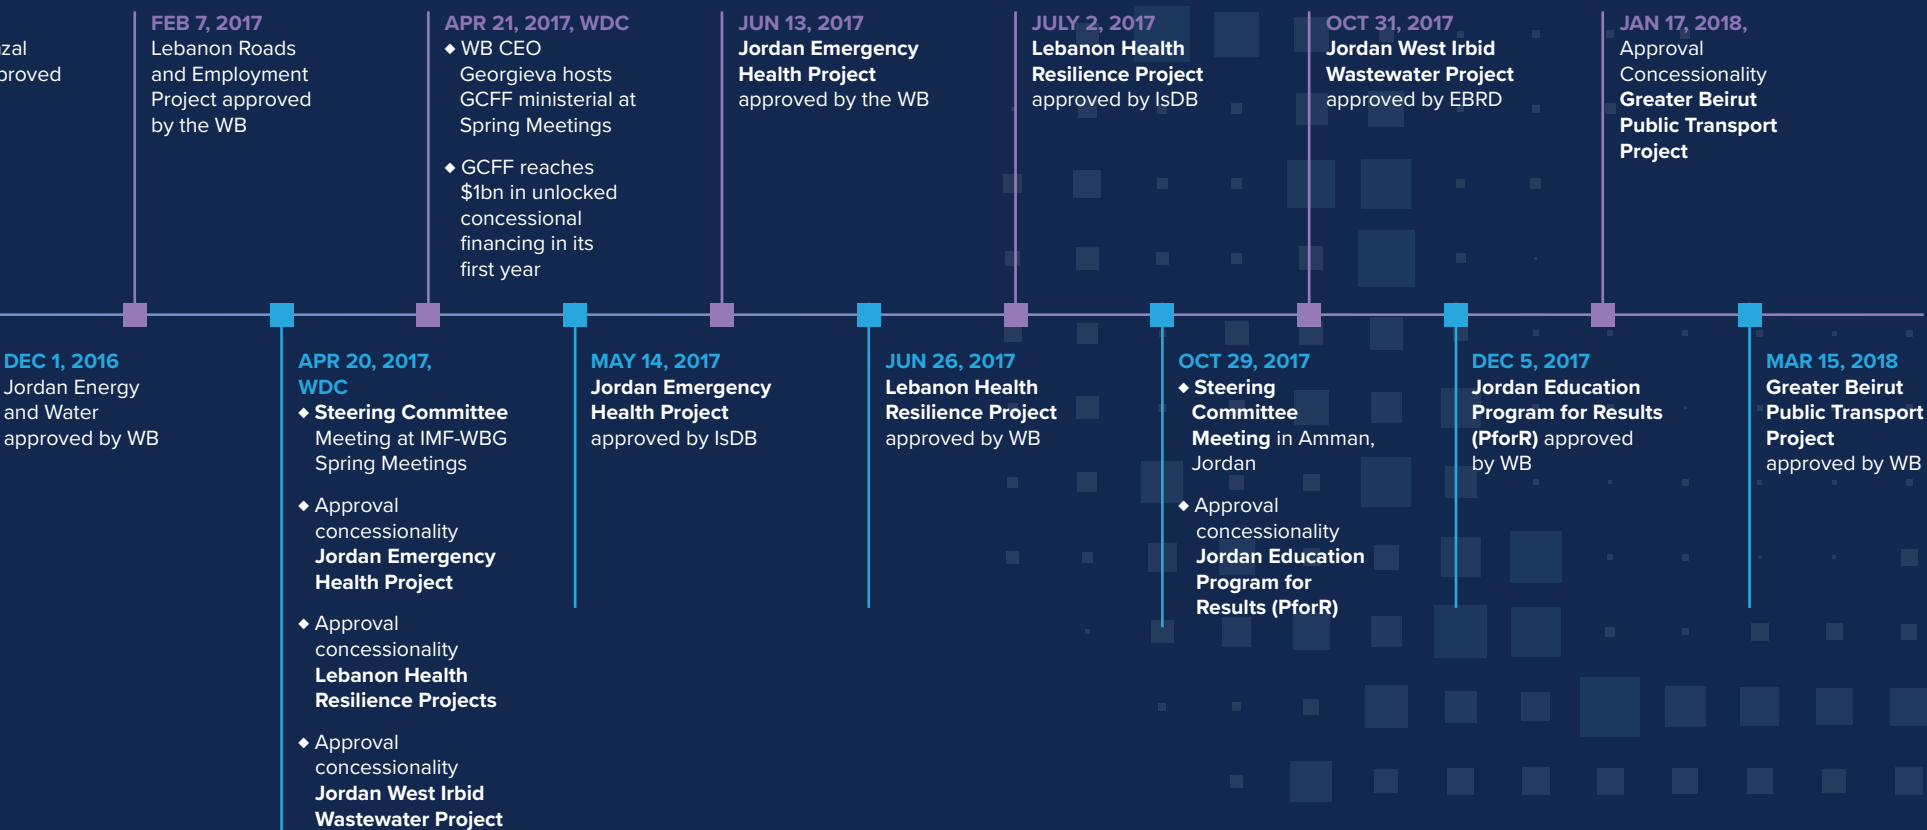 zal
proved
FEB 7, 2017
Lebanon Roads
and Employment
Project approved
by the WB
APR 21, 2017, WDC
◆ WB CEO
Georgieva hosts
GCFF ministerial at
Spring Meetings
◆ GCFF reaches
$1bn in unlocked
concessional
financing in its
first year
JUN 13, 2017
Jordan Emergency
Health Project
approved by the WB
JULY 2, 2017
Lebanon Health
Resilience Project
approved by IsDB
OCT 31, 2017
Jordan West Irbid
Wastewater Project
approved by EBRD
JAN 17, 2018,
Approval
Concessionality
Greater Beirut
Public Transport
Project
DEC 1, 2016
Jordan Energy
and Water
approved by WB
APR 20, 2017,
WDC
◆ Steering Committee
Meeting at IMF-WBG
Spring Meetings
◆ Approval
concessionality
Jordan Emergency
Health Project
◆ Approval
concessionality
Lebanon Health
Resilience Projects
◆ Approval
concessionality
Jordan West Irbid
Wastewater Project
MAY 14, 2017
Jordan Emergency
Health Project
approved by IsDB
JUN 26, 2017
Lebanon Health
Resilience Project
approved by WB
OCT 29, 2017
◆ Steering
Committee
Meeting in Amman,
Jordan
◆ Approval
concessionality
Jordan Education
Program for
Results (PforR)
DEC 5, 2017
Jordan Education
Program for Results
(PforR) approved
by WB
MAR 15, 2018
Greater Beirut
Public Transport
Project
approved by WB